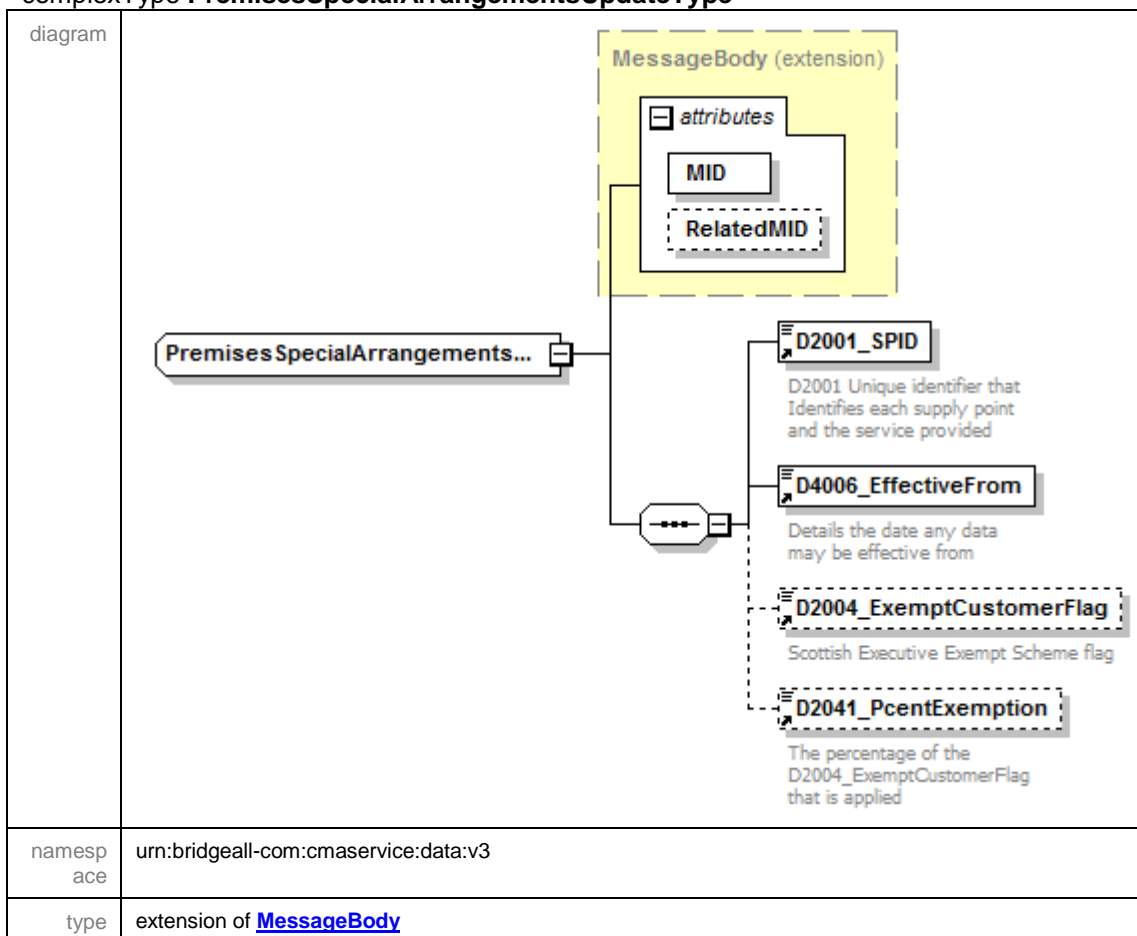 complexType PremisesSpecialArrangementsUpdateType
diagram
MessageBody (extension)
attributes
MID
RelatedMID
PremisesSpecialArrangements...
D2001_SPID
D2001 Unique identifier that
Identifies each supply point
and the service provided
D4006_EffectiveFrom
Details the date any data
may be effective from
D2004_ExemptCustomerFlag
Scottish Executive Exempt Scheme flag
D2041_PcentExemption
The percentage of the
D2004_ExemptCustomerFlag
that is applied
namesp
ace
urn:bridgeall-com:cmaservice:data:v3
type
extension of MessageBody